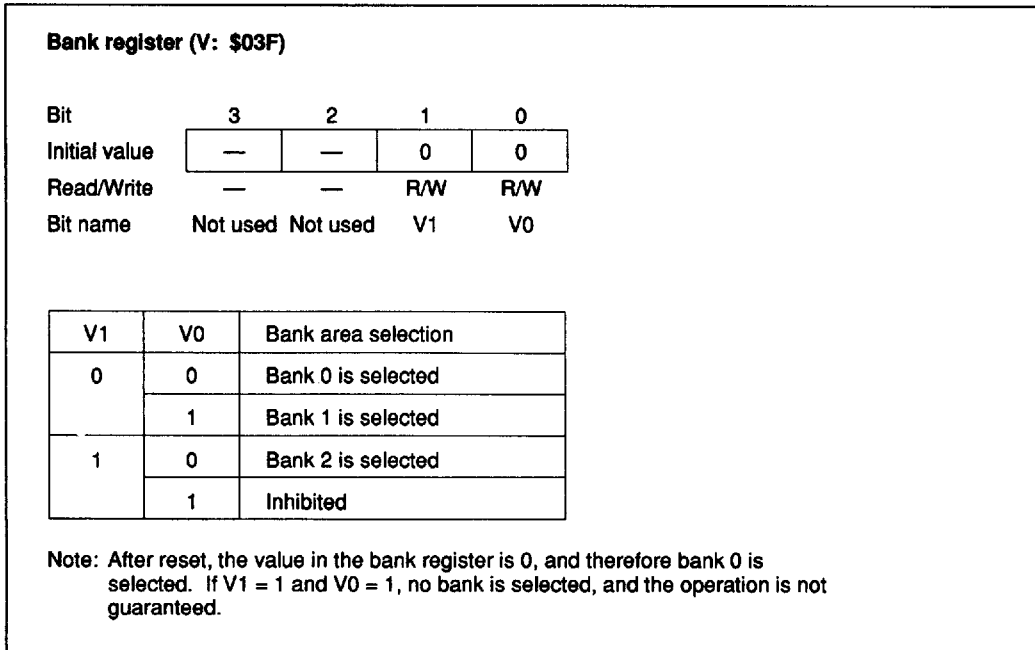 Bank register (V: $03F)
Bit 3 2 1 0
Initial value — — 0 0
Read/Write — — R/W R/W
Bit name Not used Not used V1 V0
V1 V0 Bank area selection
0 0 Bank 0 is selected
1 Bank 1 is selected
1 0 Bank 2 is selected
1 Inhibited
Note: After reset, the value in the bank register is 0, and therefore bank 0 is
selected. If V1 = 1 and V0 = 1, no bank is selected, and the operation is not
guaranteed.